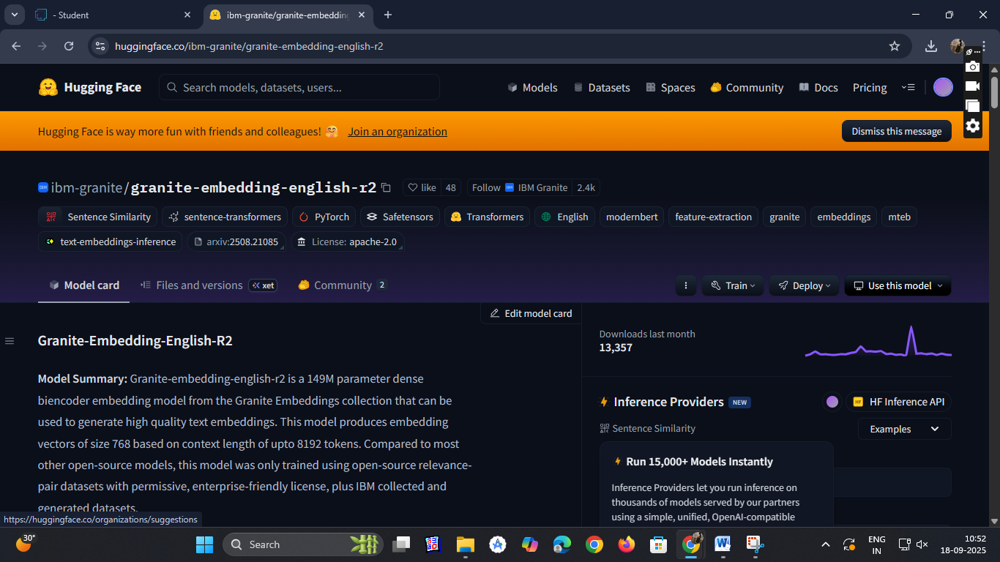 - Student
ibm-granite/granite-embedding
huggingface.co/ibm-granite/granite-embedding-english-r2
Hugging Face
Search models, datasets, users...
Models
Datasets
Spaces
Community
Docs
Pricing
Hugging Face is way more fun with friends and colleagues! 🤗 Join an organization
Dismiss this message
ibm-granite/granite-embedding-english-r2
like 48
Follow IBM IBM Granite 2.4k
Sentence Similarity
sentence-transformers
PyTorch
Safetensors
Transformers
English
modernbert
feature-extraction
granite
embeddings
mteb
text-embeddings-inference
arxiv:2508.21085
License: apache-2.0
Model card
Files and versions
xet
Community 2
Train
Deploy
Use this model
Edit model card
Granite-Embedding-English-R2
Model Summary: Granite-embedding-english-r2 is a 149M parameter dense
biencoder embedding model from the Granite Embeddings collection that can be
used to generate high quality text embeddings. This model produces embedding
vectors of size 768 based on context length of upto 8192 tokens. Compared to most
other open-source models, this model was only trained using open-source relevance-
pair datasets with permissive, enterprise-friendly license, plus IBM collected and
generated datasets.
Downloads last month
13,357
Inference Providers NEW
HF Inference API
Sentence Similarity
Examples
Run 15,000+ Models Instantly
Inference Providers let you run inference on
thousands of models served by our partners
using a simple, unified, OpenAI-compatible
https://huggingface.co/organizations/suggestions
30°
Search
ENG
IN
10:52
18-09-2025